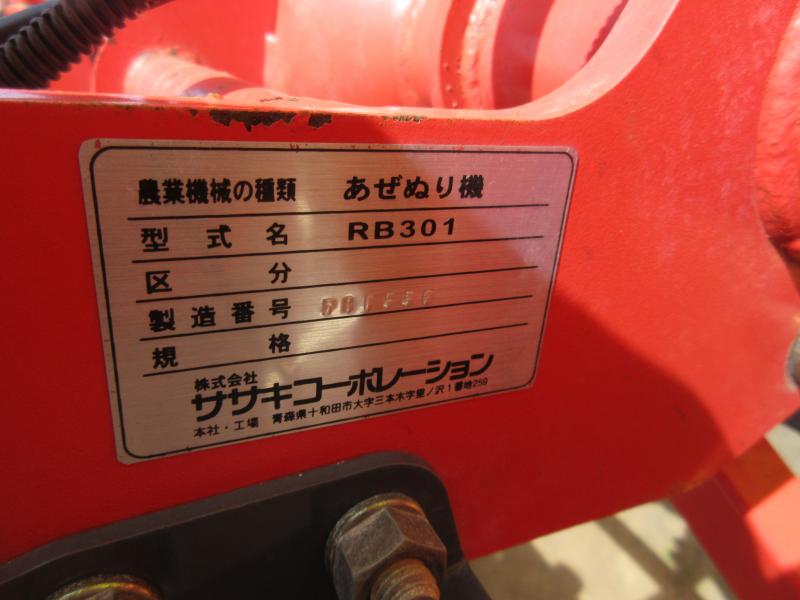 農業機械の種類 あぜぬり機
型式名 RB301
区分
製造番号
規格
株式会社
ササキコーポレーション
本社・工場 青森県十和田市大字三本木字里ノ沢1番地259